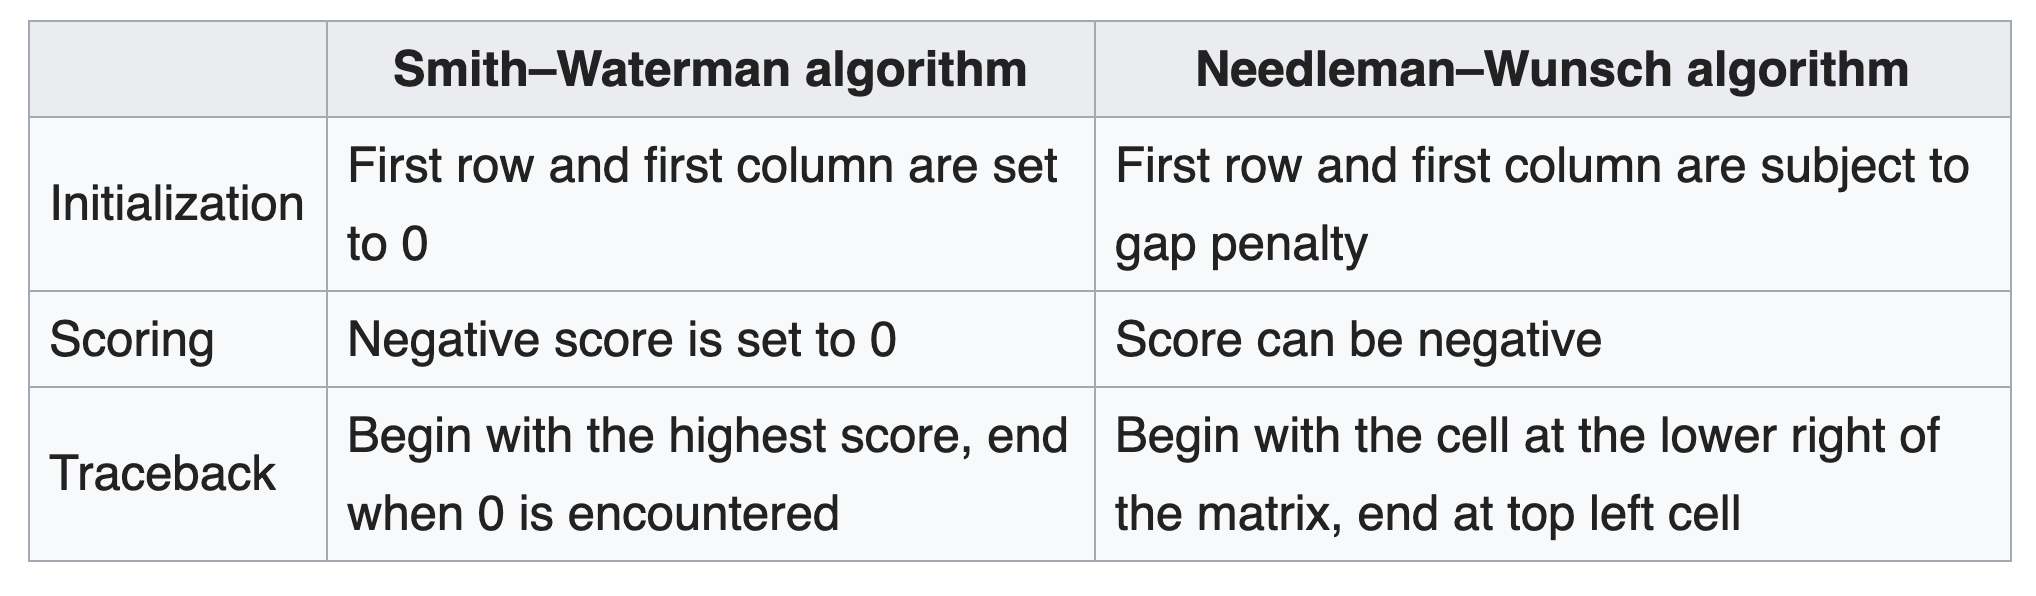 Smith–Waterman algorithm Needleman–Wunsch algorithm
Initialization
First row and first column are set
to 0
First row and first column are subject to
gap penalty
Scoring Negative score is set to 0 Score can be negative
Traceback
Begin with the highest score, end
when 0 is encountered
Begin with the cell at the lower right of
the matrix, end at top left cell